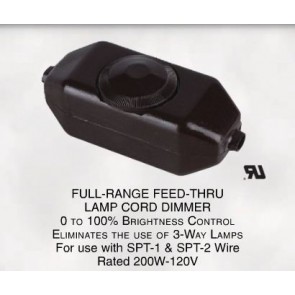 FULL-RANGE FEED-THRU
LAMP CORD DIMMER
0 TO 100% BRIGHTNESS CONTROL
ELIMINATES THE USE OF 3-WAY LAMPS
For use with SPT-1 & SPT-2 Wire
Rated 200W-120V